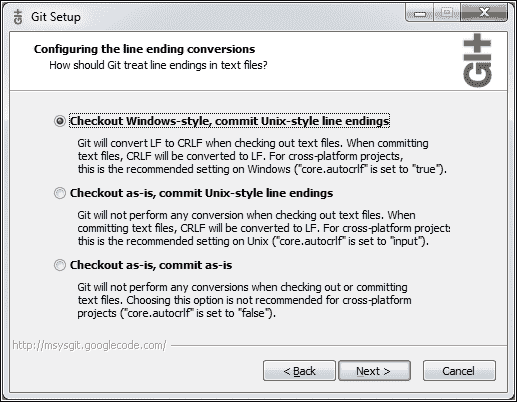 Git Setup
Configuring the line ending conversions
How should Git treat line endings in text files?
GIt
Checkout Windows-style, commit Unix-style line endings
Git will convert LF to CRLF when checking out text files. When committing
text files, CRLF will be converted to LF. For cross-platform projects,
this is the recommended setting on Windows ("core.autocrlf" is set to "true").
Checkout as-is, commit Unix-style line endings
Git will not perform any conversion when checking out text files. When
committing text files, CRLF will be converted to LF. For cross-platform projects
this is the recommended setting on Unix ("core.autocrlf" is set to "input").
Checkout as-is, commit as-is
Git will not perform any conversions when checking out or committing
text files. Choosing this option is not recommended for cross-platform
projects ("core.autocrlf" is set to "false").
http://msysgit.googlecode.com/
< Back
Next >
Cancel